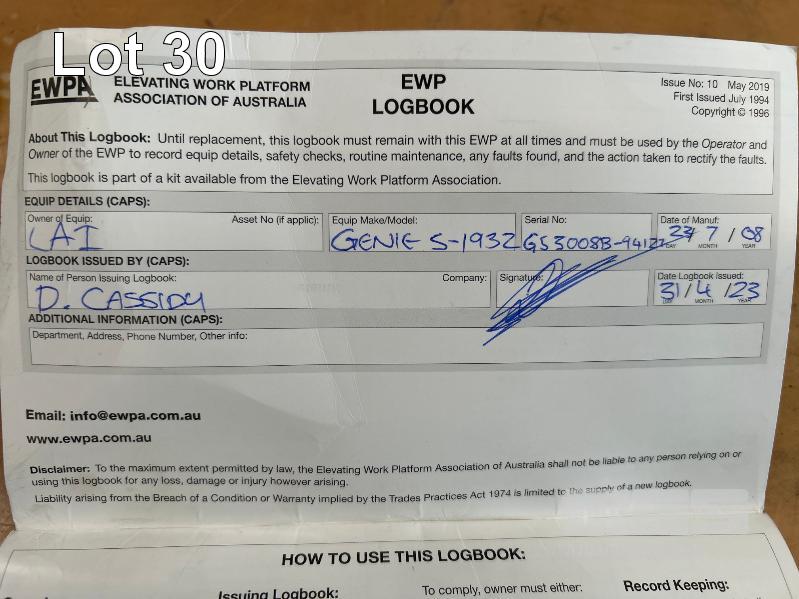 Lot 30
EWPA
ELEVATING WORK PLATFORM
ASSOCIATION OF AUSTRALIA
EWP
LOGBOOK
Issue No: 10 May 2019
First Issued July 1994
Copyright © 1996
About This Logbook: Until replacement, this logbook must remain with this EWP at all times and must be used by the Operator and
Owner of the EWP to record equip details, safety checks, routine maintenance, any faults found, and the action taken to rectify the faults.
This logbook is part of a kit available from the Elevating Work Platform Association.
EQUIP DETAILS (CAPS):
Owner of Equip: Asset No (if applic):
LAI
Equip Make/Model:
GENIE S-1932
Serial No:
GS3008B-94122
Date of Manuf:
23/7/08
DAY MONTH YEAR
LOGBOOK ISSUED BY (CAPS):
Name of Person Issuing Logbook: Company:
D. CASSIDY
Signature:
Date Logbook Issued:
31/4/23
DAY MONTH YEAR
ADDITIONAL INFORMATION (CAPS):
Department, Address, Phone Number, Other info:
Email: info@ewpa.com.au
www.ewpa.com.au
Disclaimer: To the maximum extent permitted by law, the Elevating Work Platform Association of Australia shall not be liable to any person relying on or
using this logbook for any loss, damage or injury however arising.
Liability arising from the Breach of a Condition or Warranty implied by the Trades Practices Act 1974 is limited to the supply of a new logbook.
HOW TO USE THIS LOGBOOK:
Issuing Logbook:
To comply, owner must either:
Record Keeping: